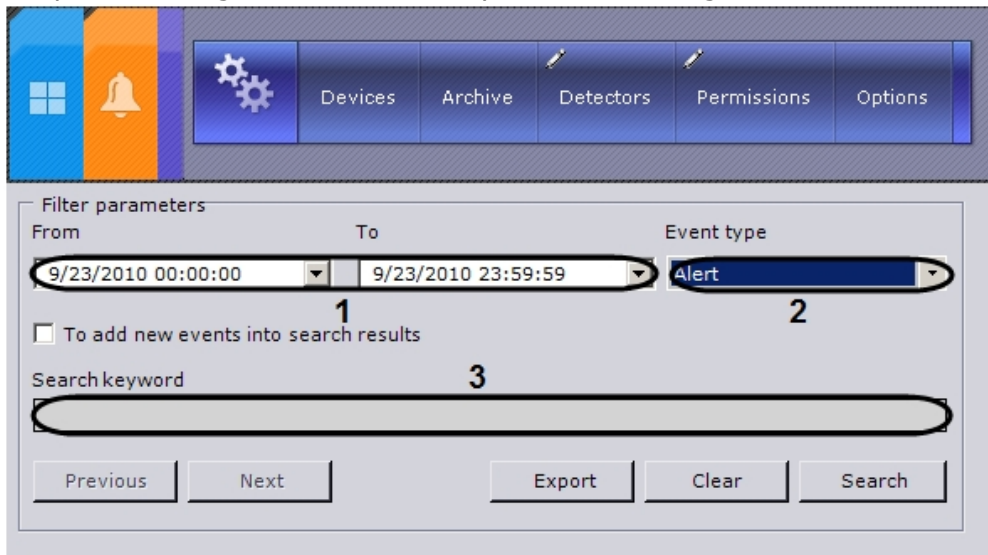 Devices Archive Detectors Permissions Options
Filter parameters
From To Event type
9/23/2010 00:00:00 9/23/2010 23:59:59 Alert
1 2
To add new events into search results
Search keyword 3
Previous Next Export Clear Search